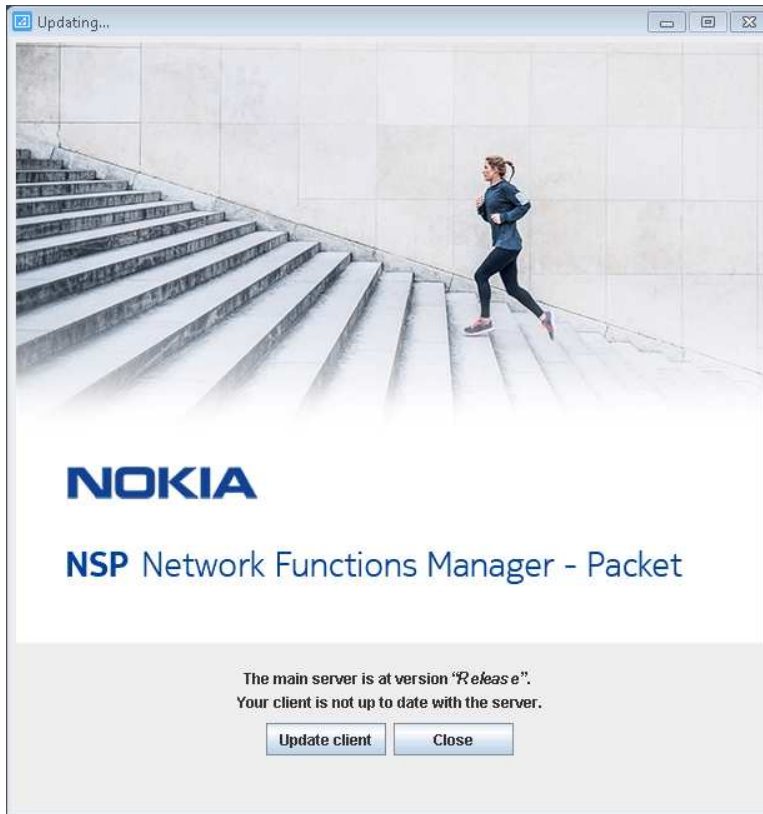 Updating...
NOKIA
NSP Network Functions Manager - Packet
The main server is at version “Release”.
Your client is not up to date with the server.
Update client Close